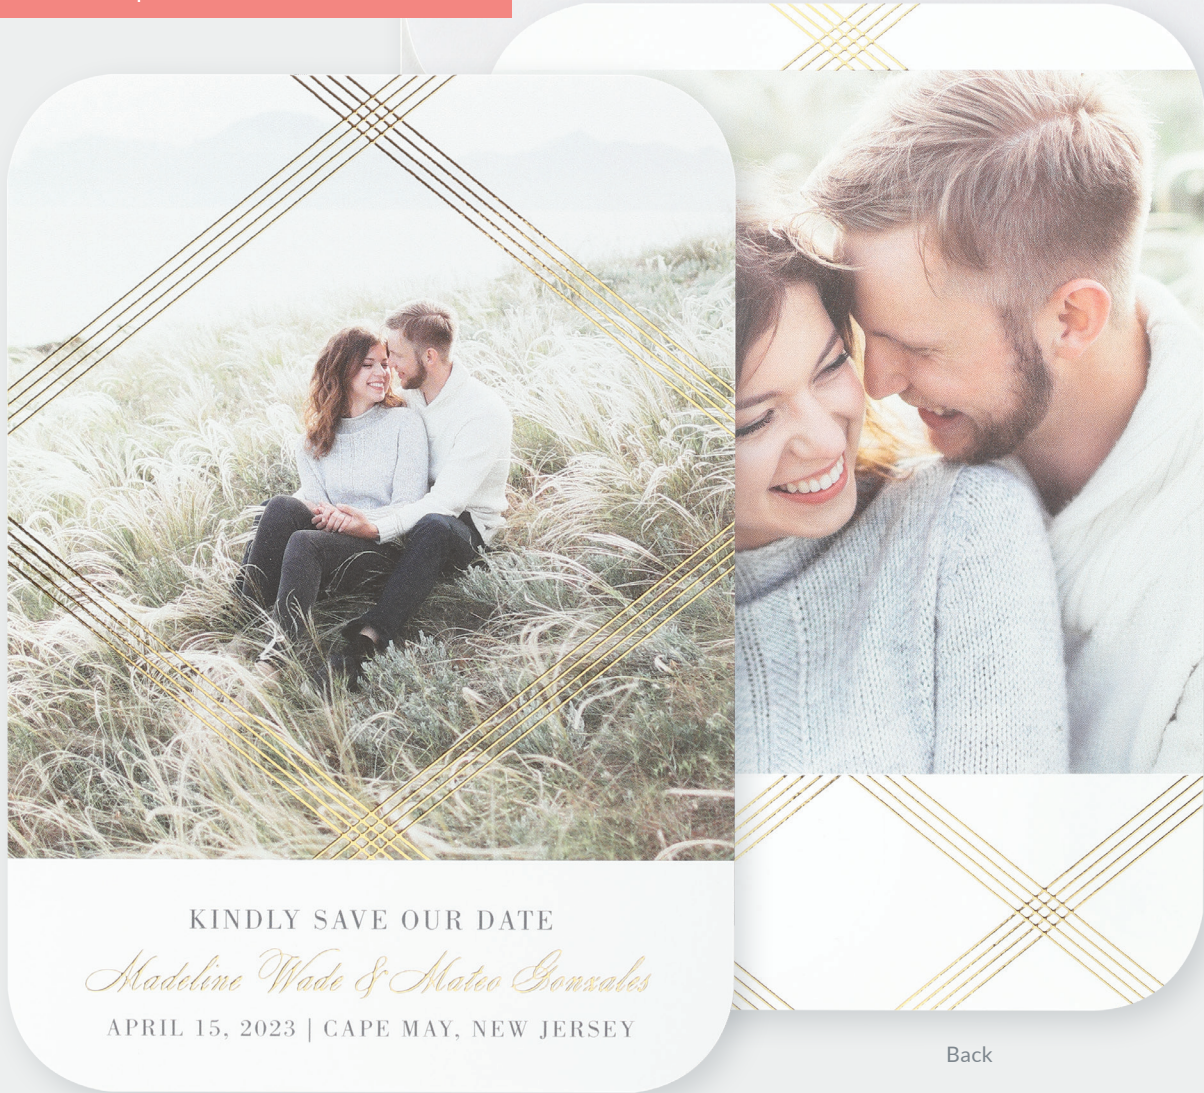 KINDLY SAVE OUR DATE
Madeline Wade & Mateo Gonzales
APRIL 15, 2023 | CAPE MAY, NEW JERSEY
Back